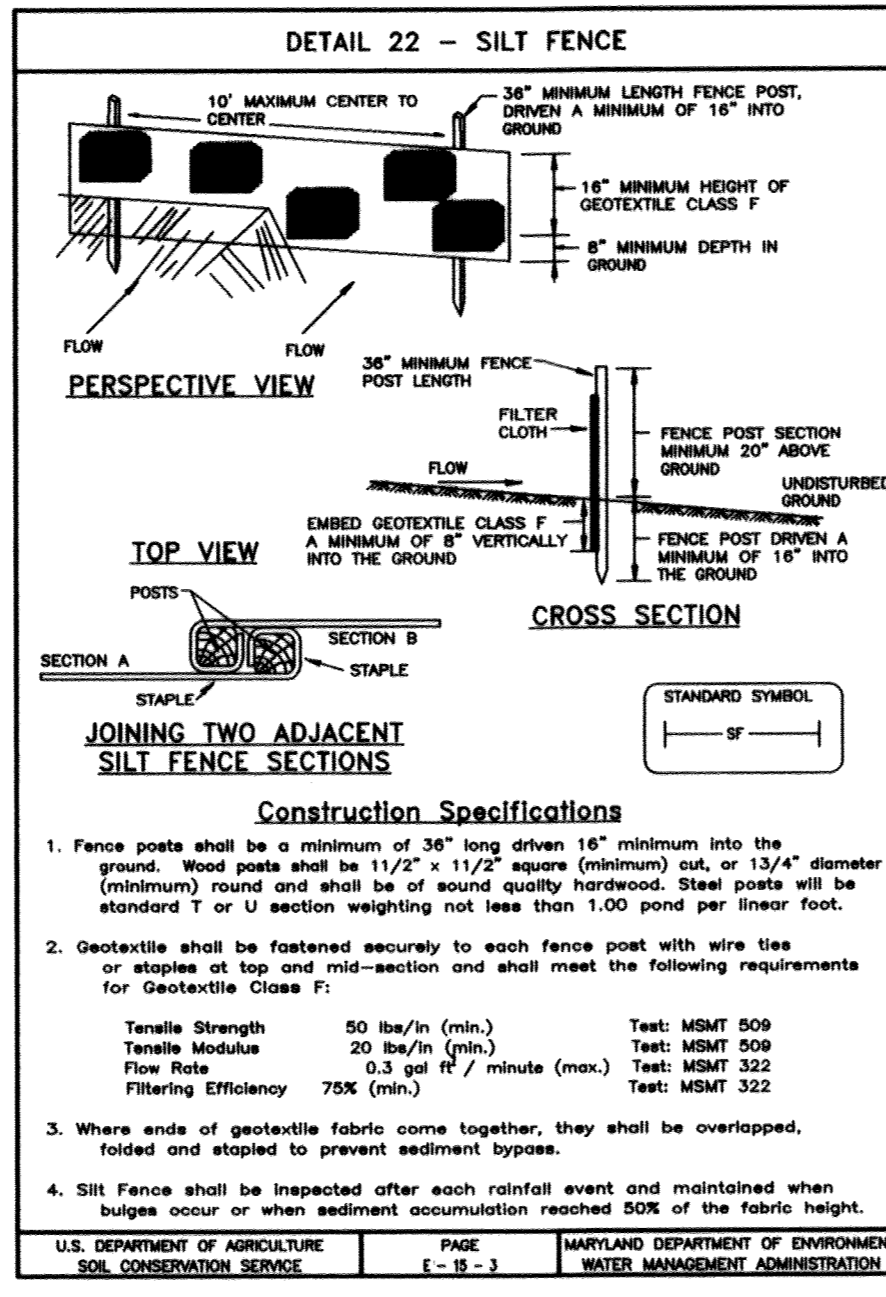 DETAIL 22 – SILT FENCE
10' MAXIMUM CENTER TO
CENTER
36" MINIMUM LENGTH FENCE POST,
DRIVEN A MINIMUM OF 16" INTO
GROUND
16" MINIMUM HEIGHT OF
GEOTEXTILE CLASS F
8" MINIMUM DEPTH IN
GROUND
FLOW
FLOW
PERSPECTIVE VIEW
36" MINIMUM FENCE
POST LENGTH
FILTER
CLOTH
FLOW
FENCE POST SECTION
MINIMUM 20" ABOVE
GROUND
UNDISTURBED
GROUND
EMBED GEOTEXTILE CLASS F
A MINIMUM OF 8" VERTICALLY
INTO THE GROUND
FENCE POST DRIVEN A
MINIMUM OF 16" INTO
THE GROUND
CROSS SECTION
TOP VIEW
POSTS
SECTION B
SECTION A
STAPLE
STAPLE
JOINING TWO ADJACENT
SILT FENCE SECTIONS
STANDARD SYMBOL
SF
Construction Specifications
1. Fence posts shall be a minimum of 36" long driven 16" minimum into the
ground. Wood posts shall be 11/2" x 11/2" square (minimum) cut, or 13/4" diameter
(minimum) round and shall be of sound quality hardwood. Steel posts will be
standard T or U section weighting not less than 1.00 pond per linear foot.
2. Geotextile shall be fastened securely to each fence post with wire ties
or staples at top and mid–section and shall meet the following requirements
for Geotextile Class F:
Tensile Strength 50 lbs/in (min.) Test: MSMT 509
Tensile Modulus 20 lbs/in (min.) Test: MSMT 509
Flow Rate 0.3 gal ft² / minute (max.) Test: MSMT 322
Filtering Efficiency 75% (min.) Test: MSMT 322
3. Where ends of geotextile fabric come together, they shall be overlapped,
folded and stapled to prevent sediment bypass.
4. Silt Fence shall be inspected after each rainfall event and maintained when
bulges occur or when sediment accumulation reached 50% of the fabric height.
U.S. DEPARTMENT OF AGRICULTURE
SOIL CONSERVATION SERVICE
PAGE
E – 15 – 3
MARYLAND DEPARTMENT OF ENVIRONMEN
WATER MANAGEMENT ADMINISTRATION